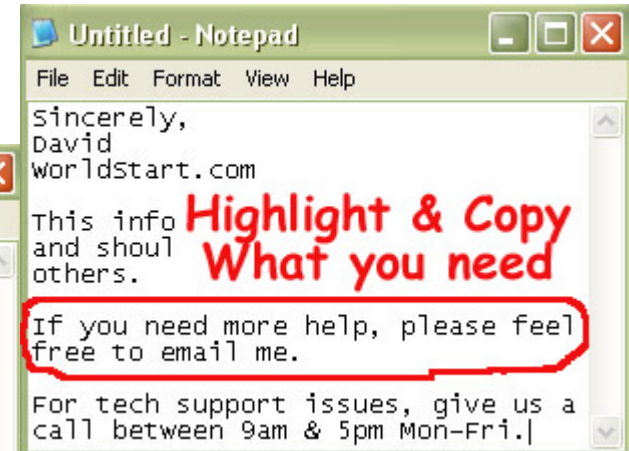 Untitled - Notepad
File Edit Format View Help
Sincerely,
David
WorldStart.com
This info
and shoul
others.
Highlight & Copy
What you need
If you need more help, please feel
free to email me.
For tech support issues, give us a
call between 9am & 5pm Mon-Fri.